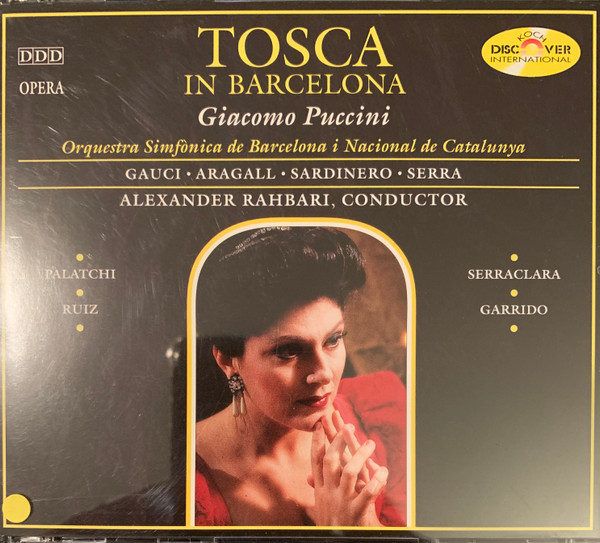 TOSCA
IN BARCELONA
DDD
OPERA
KOCH
DISCOVER
INTERNATIONAL
Giacomo Puccini
Orquestra Simfònica de Barcelona i Nacional de Catalunya
GAUCI · ARAGALL · SARDINERO · SERRA
ALEXANDER RAHBARI, CONDUCTOR
PALATCHI
RUIZ
SERRACLARA
GARRIDO